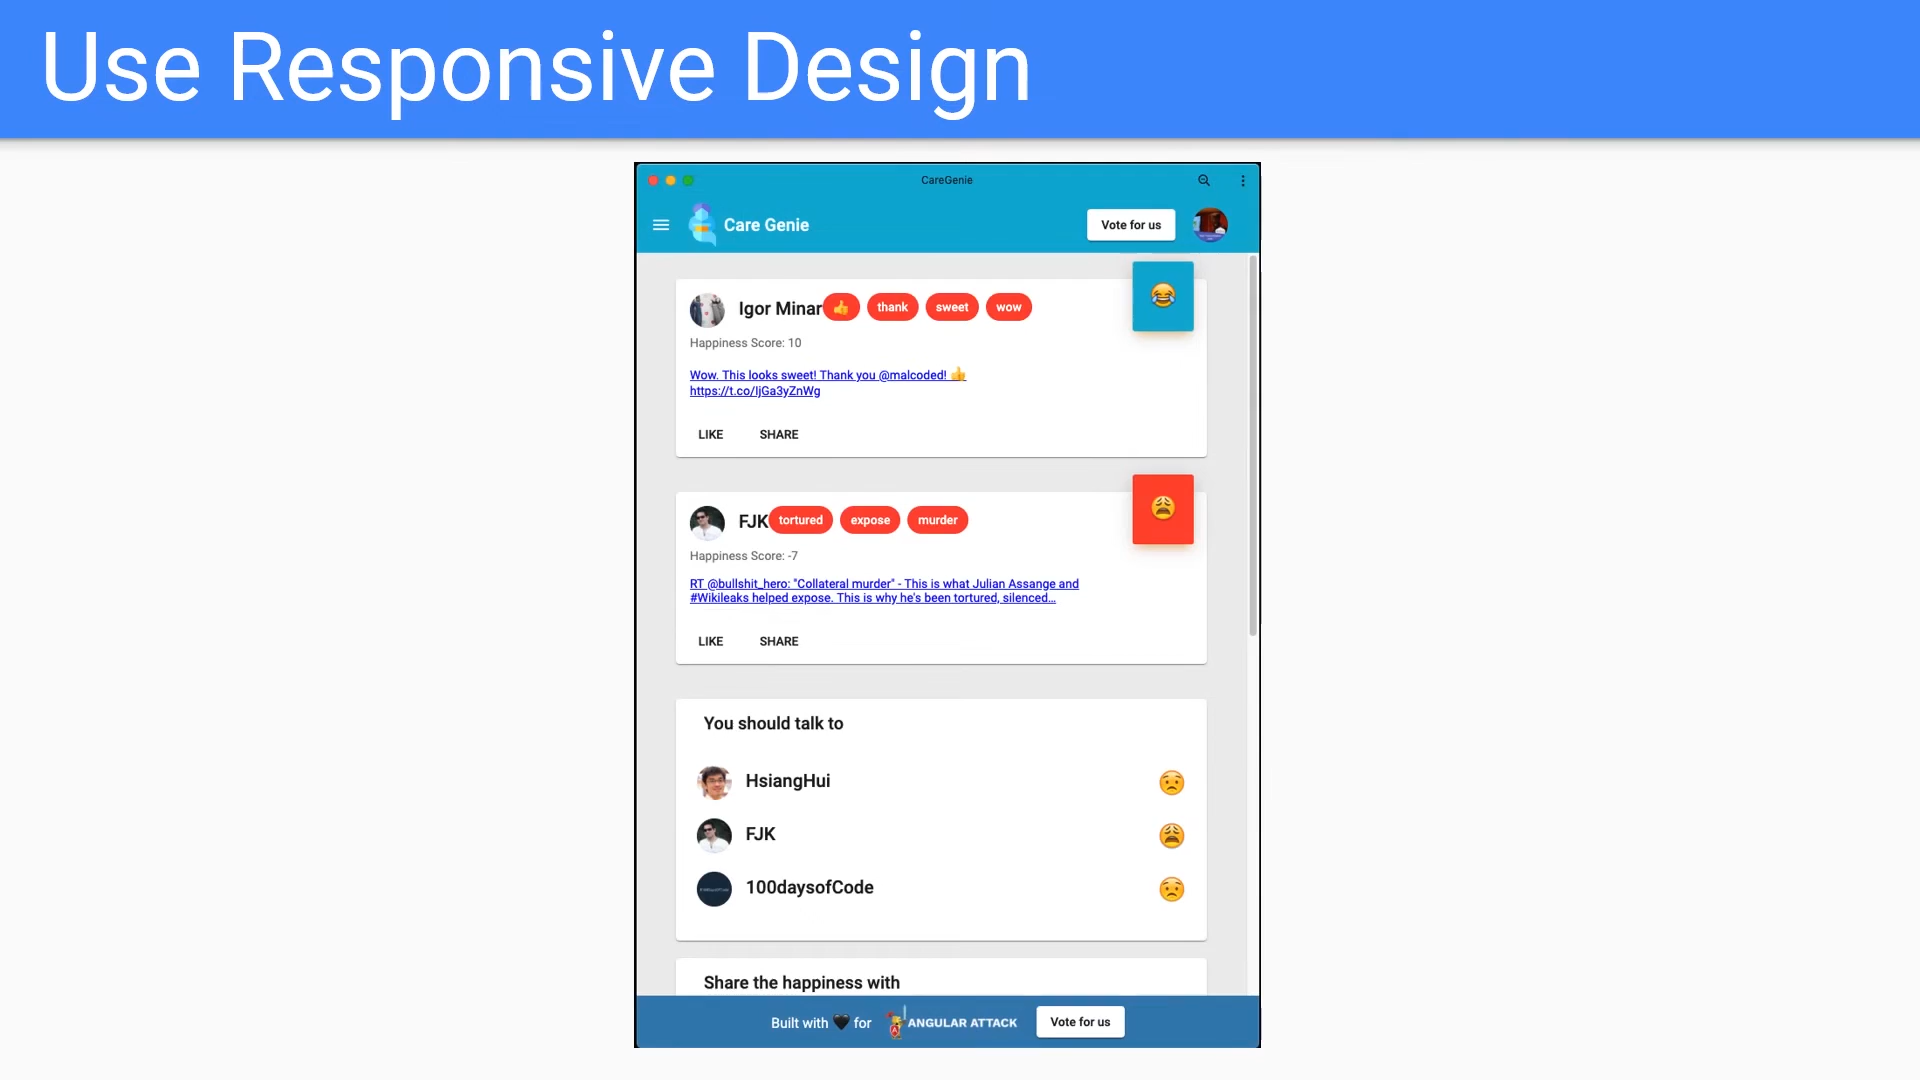 Use Responsive Design
CareGenie
Care Genie
Vote for us
Igor Minar 👍 thank sweet wow
Happiness Score: 10
Wow. This looks sweet! Thank you @malcoded! 👍
https://t.co/ljGa3yZnWg
LIKE SHARE
FJK tortured expose murder
Happiness Score: -7
RT @bullshit_hero: "Collateral murder" - This is what Julian Assange and
#Wikileaks helped expose. This is why he's been tortured, silenced…
LIKE SHARE
You should talk to
HsiangHui
FJK
100daysofCode
Share the happiness with
Built with 🖤 for ANGULAR ATTACK Vote for us